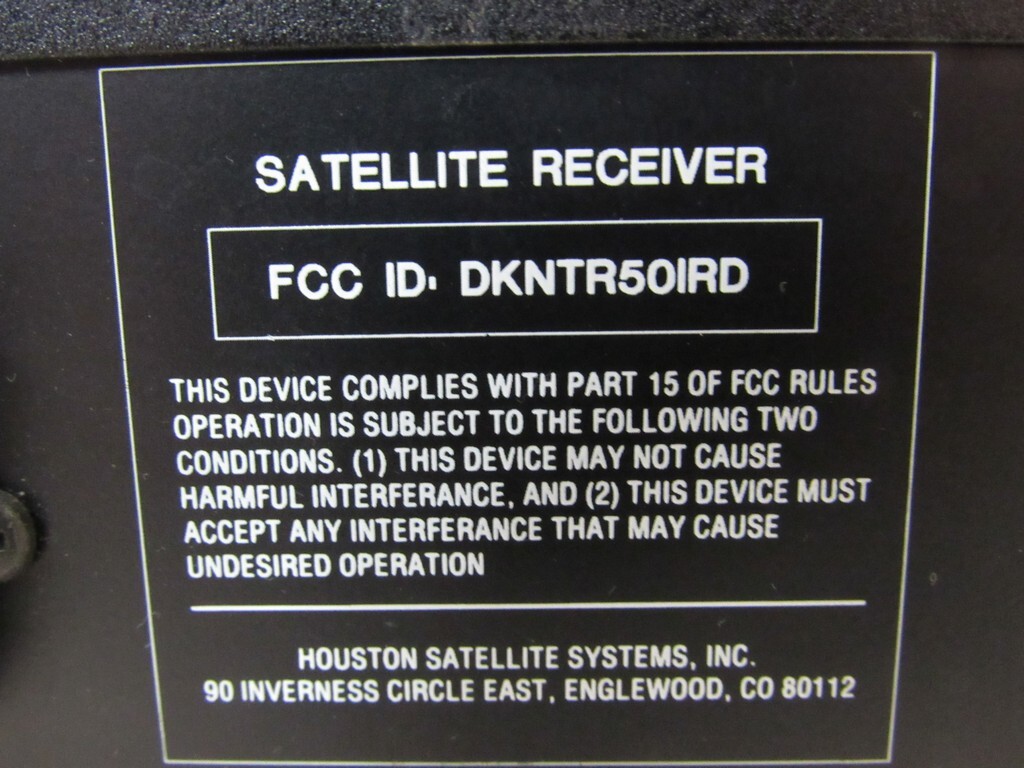 SATELLITE RECEIVER
FCC ID: DKNTR50IRD
THIS DEVICE COMPLIES WITH PART 15 OF FCC RULES
OPERATION IS SUBJECT TO THE FOLLOWING TWO
CONDITIONS. (1) THIS DEVICE MAY NOT CAUSE
HARMFUL INTERFERANCE, AND (2) THIS DEVICE MUST
ACCEPT ANY INTERFERANCE THAT MAY CAUSE
UNDESIRED OPERATION
HOUSTON SATELLITE SYSTEMS, INC.
90 INVERNESS CIRCLE EAST, ENGLEWOOD, CO 80112